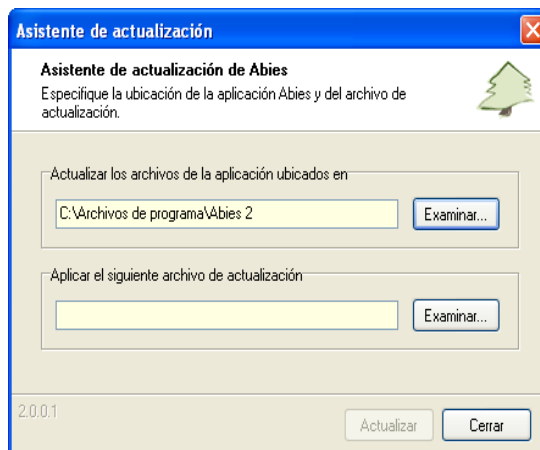 Asistente de actualización
Asistente de actualización de Abies
Especifique la ubicación de la aplicación Abies y del archivo de
actualización.
Actualizar los archivos de la aplicación ubicados en
C:\Archivos de programa\Abies 2
Examinar...
Aplicar el siguiente archivo de actualización
Examinar...
2.0.0.1
Actualizar
Cerrar